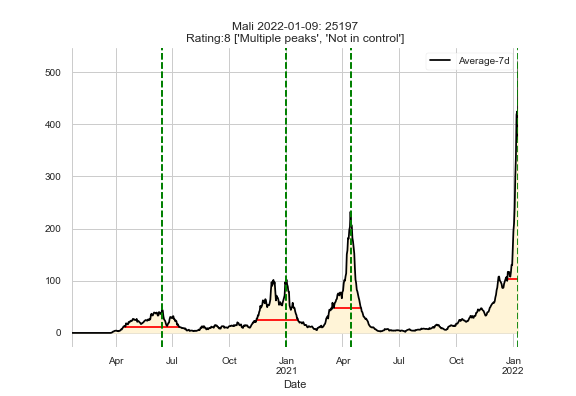 Mali 2022-01-09: 25197
Rating:8 ['Multiple peaks', 'Not in control']
Average-7d
500
400
300
200
100
0
Apr Jul Oct Jan Apr Jul Oct Jan
2021 2022
Date